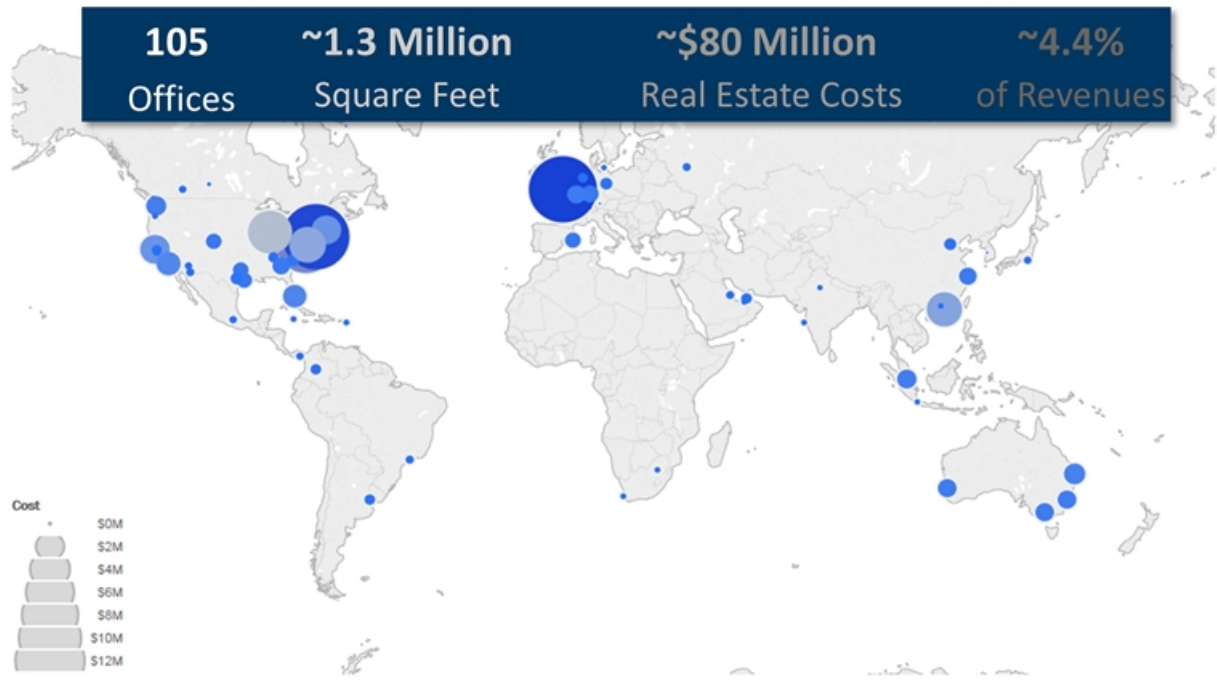 105
Offices
~1.3 Million
Square Feet
~$80 Million
Real Estate Costs
~4.4%
of Revenues
Cost
$0M
$2M
$4M
$6M
$8M
$10M
$12M